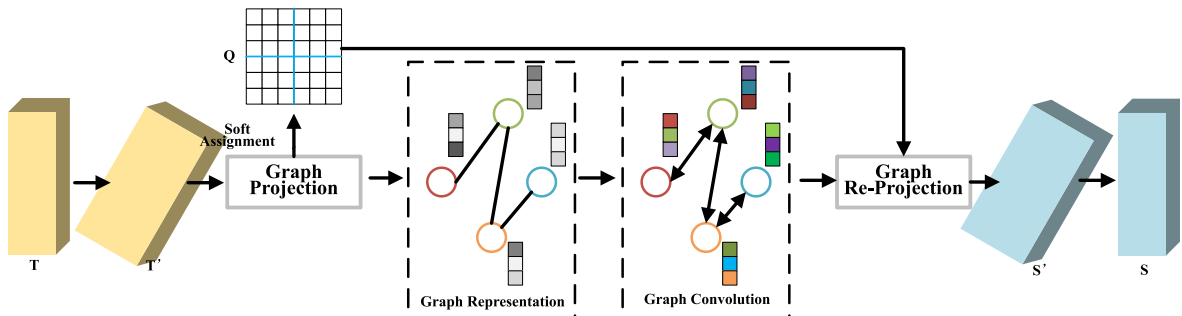 Q
Soft
Assignment
Graph
Projection
Graph
Re-Projection
T
T′
Graph Representation
Graph Convolution
S′
S